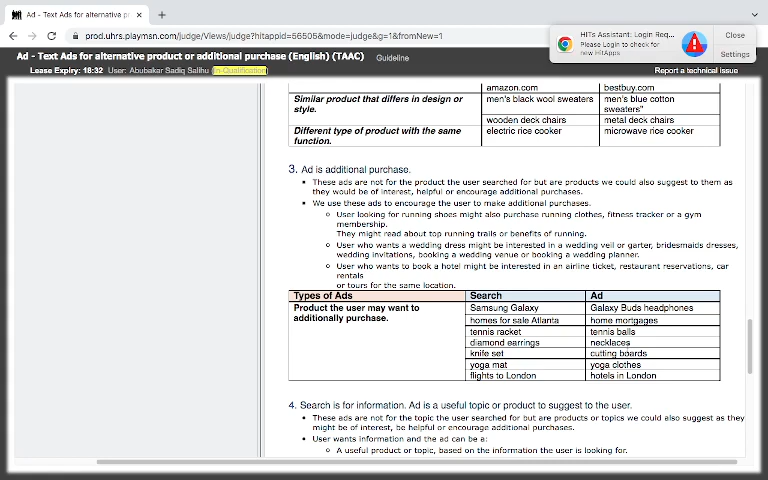 Ad - Text Ads for alternative p
prod.uhrs.playmsn.com/judge/Views/judge?hitappid=56505&mode=judge&g=1&fromNew=1
HITs Assistant: Login Req...
Please Login to check for
new HitApps
Close
Settings
Ad - Text Ads for alternative product or additional purchase (English) (TAAC) Guideline
Lease Expiry: 18:32 User: Abubakar Sadiq Salihu (In-Qualification)
Report a technical issue
amazon.com bestbuy.com
Similar product that differs in design or men's black wool sweaters men's blue cotton
style. sweaters"
wooden deck chairs metal deck chairs
Different type of product with the same electric rice cooker microwave rice cooker
function.
3. Ad is additional purchase.
▪ These ads are not for the product the user searched for but are products we could also suggest to them as
they would be of interest, helpful or encourage additional purchases.
▪ We use these ads to encourage the user to make additional purchases.
o User looking for running shoes might also purchase running clothes, fitness tracker or a gym
membership.
They might read about top running trails or benefits of running.
o User who wants a wedding dress might be interested in a wedding veil or garter, bridesmaids dresses,
wedding invitations, booking a wedding venue or booking a wedding planner.
o User who wants to book a hotel might be interested in an airline ticket, restaurant reservations, car
rentals
or tours for the same location.
Types of Ads Search Ad
Product the user may want to Samsung Galaxy Galaxy Buds headphones
additionally purchase. homes for sale Atlanta home mortgages
tennis racket tennis balls
diamond earrings necklaces
knife set cutting boards
yoga mat yoga clothes
flights to London hotels in London
4. Search is for information. Ad is a useful topic or product to suggest to the user.
▪ These ads are not for the topic the user searched for but are products or topics we could also suggest as they
might be of interest, be helpful or encourage additional purchases.
▪ User wants information and the ad can be a:
o A useful product or topic, based on the information the user is looking for.